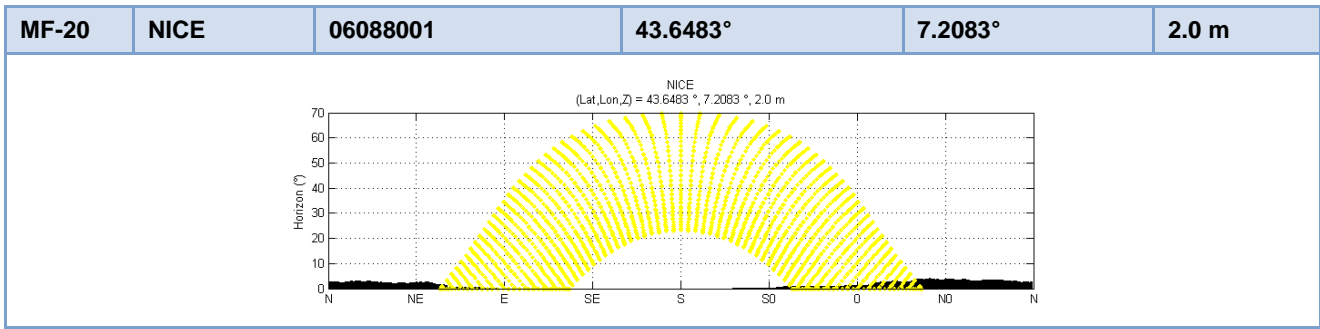 MF-20 NICE 06088001 43.6483° 7.2083° 2.0 m
NICE
(Lat,Lon,Z) = 43.6483 °, 7.2083 °, 2.0 m
Horizon (°)
70
60
50
40
30
20
10
0
N NE E SE S SO O NO N